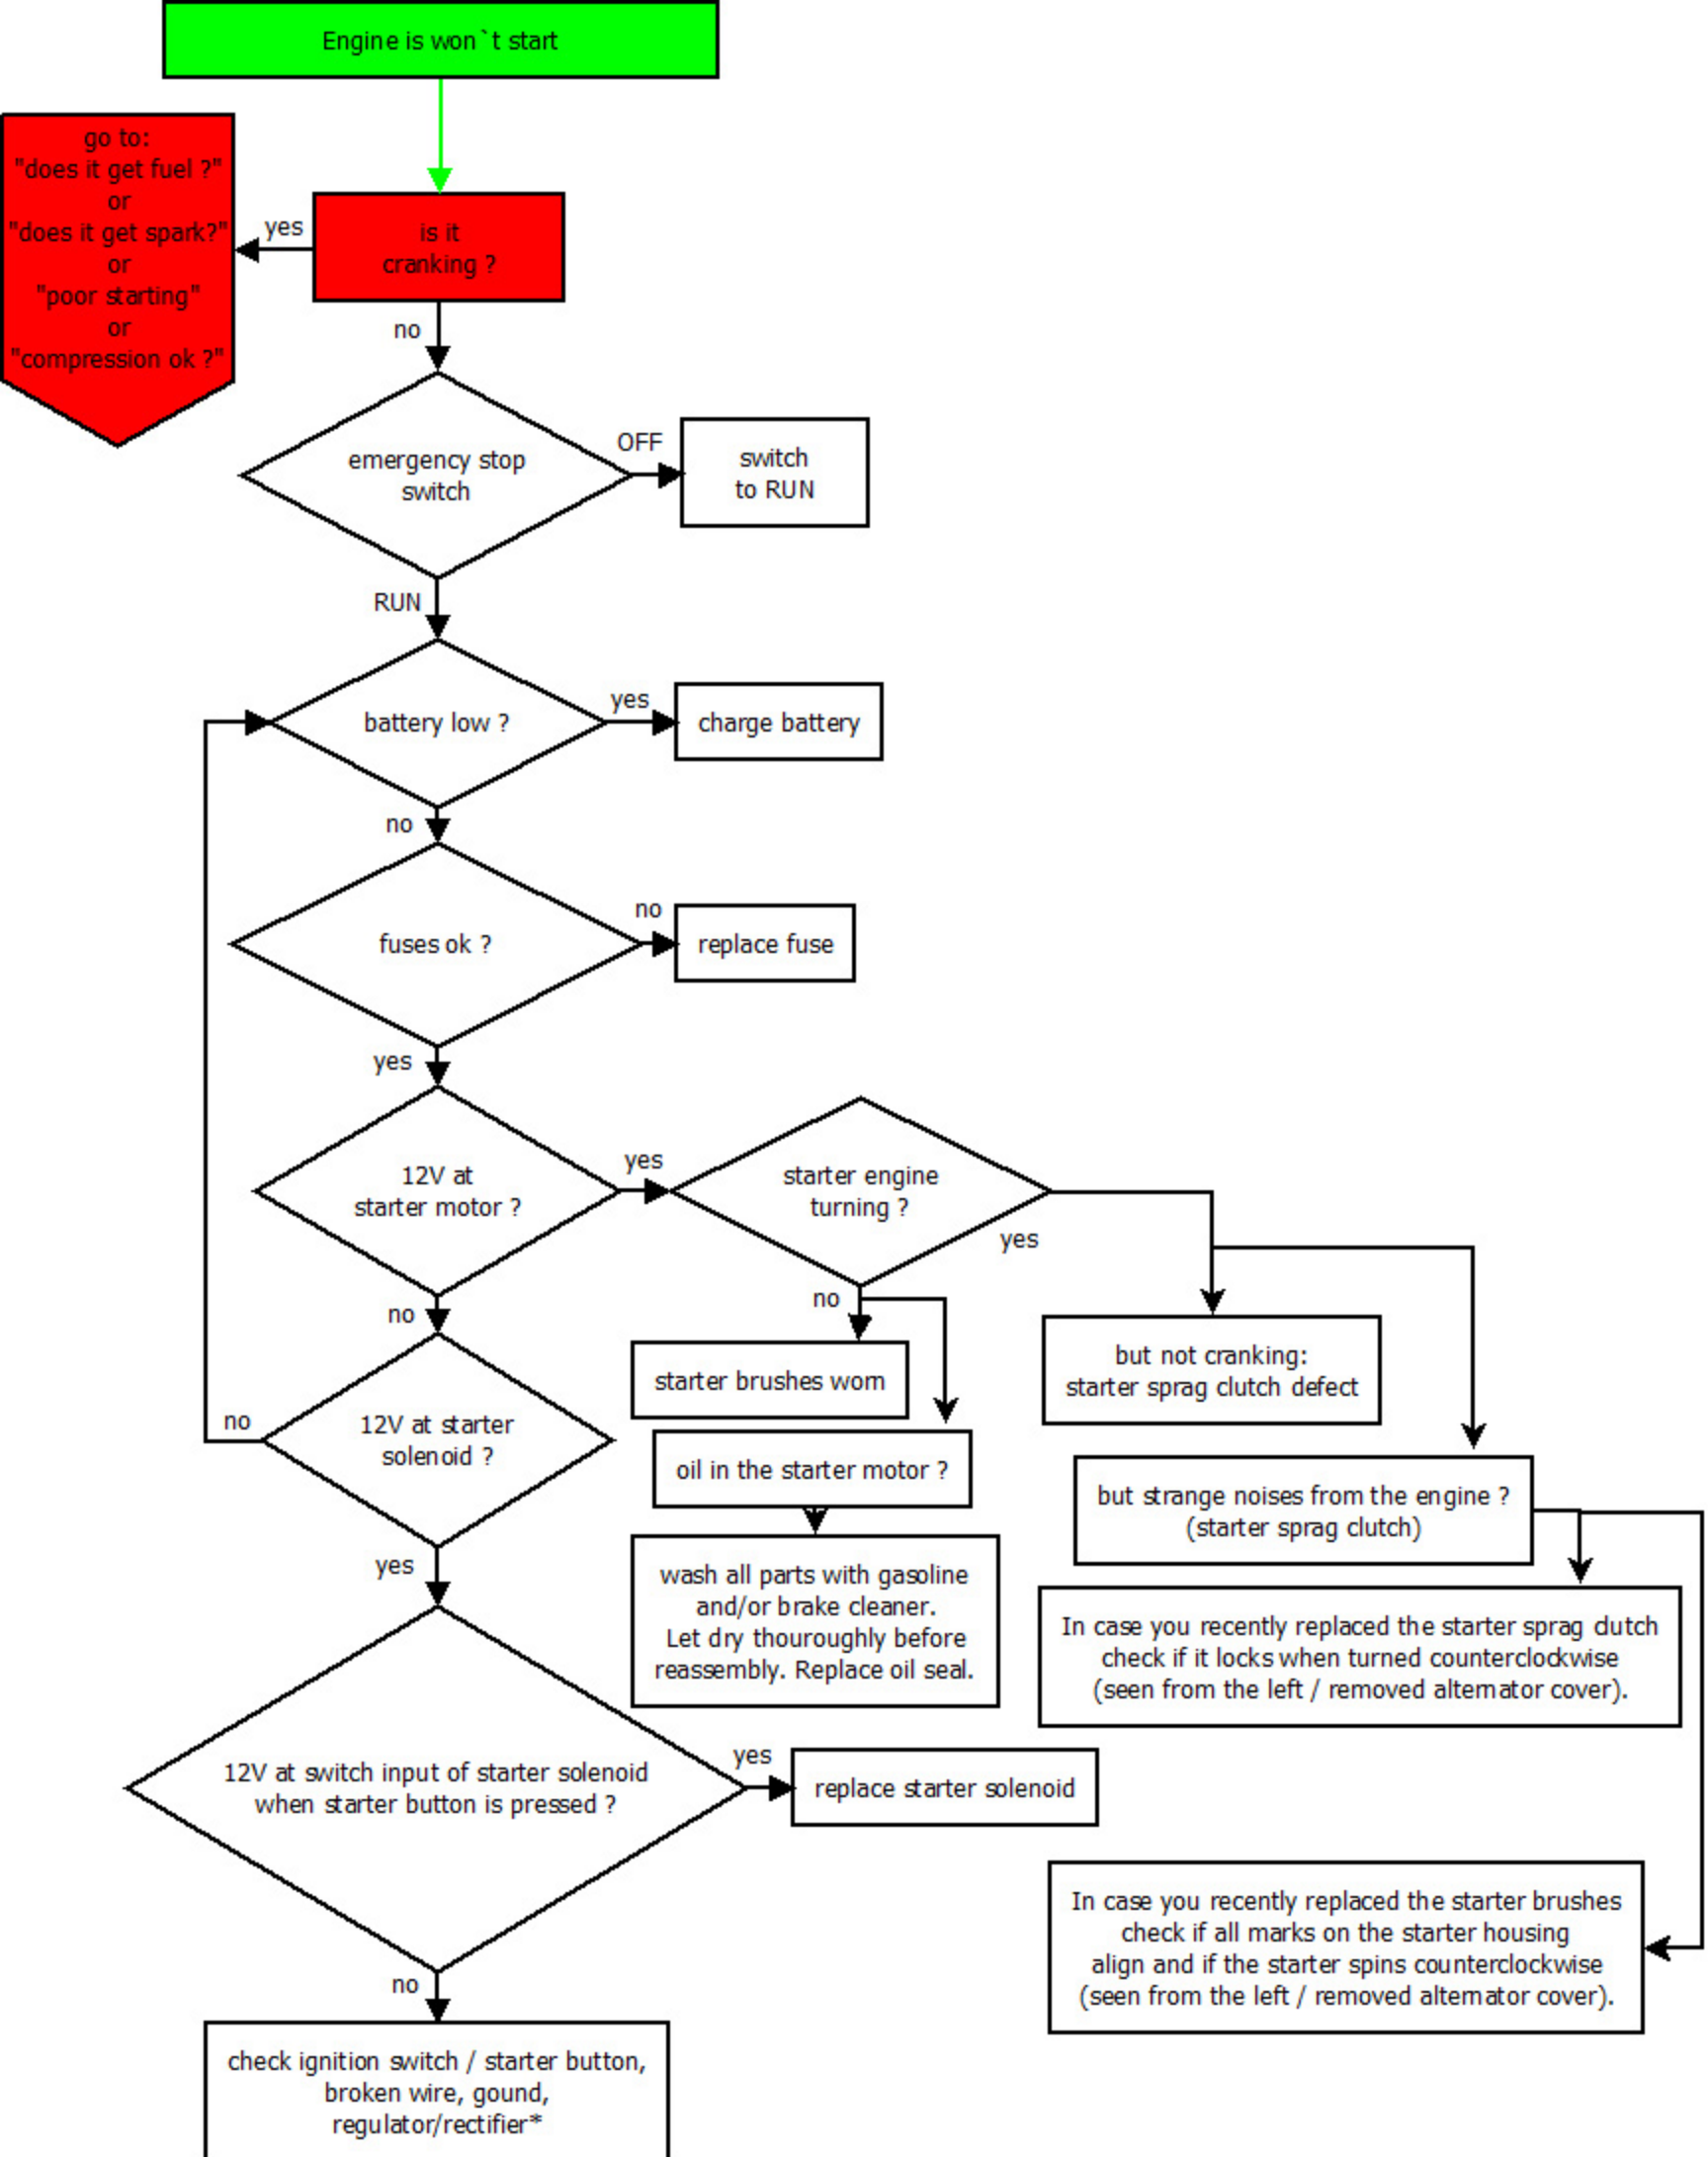 Engine is won`t start
go to:
"does it get fuel ?"
or
"does it get spark?"
or
"poor starting"
or
"compression ok ?"
yes
is it
cranking ?
no
emergency stop
switch
OFF
switch
to RUN
RUN
battery low ?
yes
charge battery
no
fuses ok ?
no
replace fuse
yes
12V at
starter motor ?
yes
starter engine
turning ?
yes
no
no
starter brushes worn
but not cranking:
starter sprag clutch defect
12V at starter
solenoid ?
no
oil in the starter motor ?
but strange noises from the engine ?
(starter sprag clutch)
yes
wash all parts with gasoline
and/or brake cleaner.
Let dry thouroughly before
reassembly. Replace oil seal.
In case you recently replaced the starter sprag clutch
check if it locks when turned counterclockwise
(seen from the left / removed alternator cover).
12V at switch input of starter solenoid
when starter button is pressed ?
yes
replace starter solenoid
In case you recently replaced the starter brushes
check if all marks on the starter housing
align and if the starter spins counterclockwise
(seen from the left / removed alternator cover).
no
check ignition switch / starter button,
broken wire, gound,
regulator/rectifier*